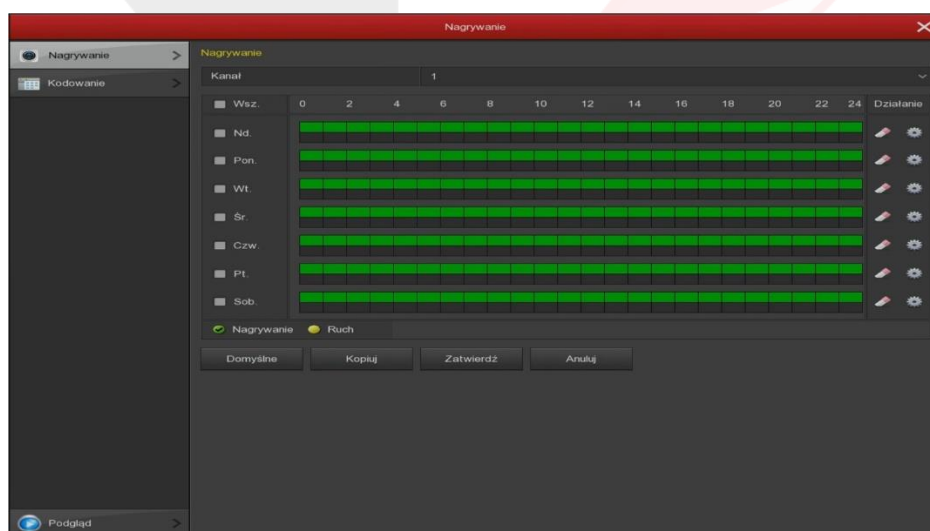 Nagrywanie
Nagrywanie
Kodowanie
Nagrywanie
Kanał 1
Wsz. 0 2 4 6 8 10 12 14 16 18 20 22 24 Działanie
Nd.
Pon.
Wt.
Śr.
Czw.
Pt.
Sob.
Nagrywanie Ruch
Domyślne Kopiuj Zatwierdź Anuluj
Podgląd